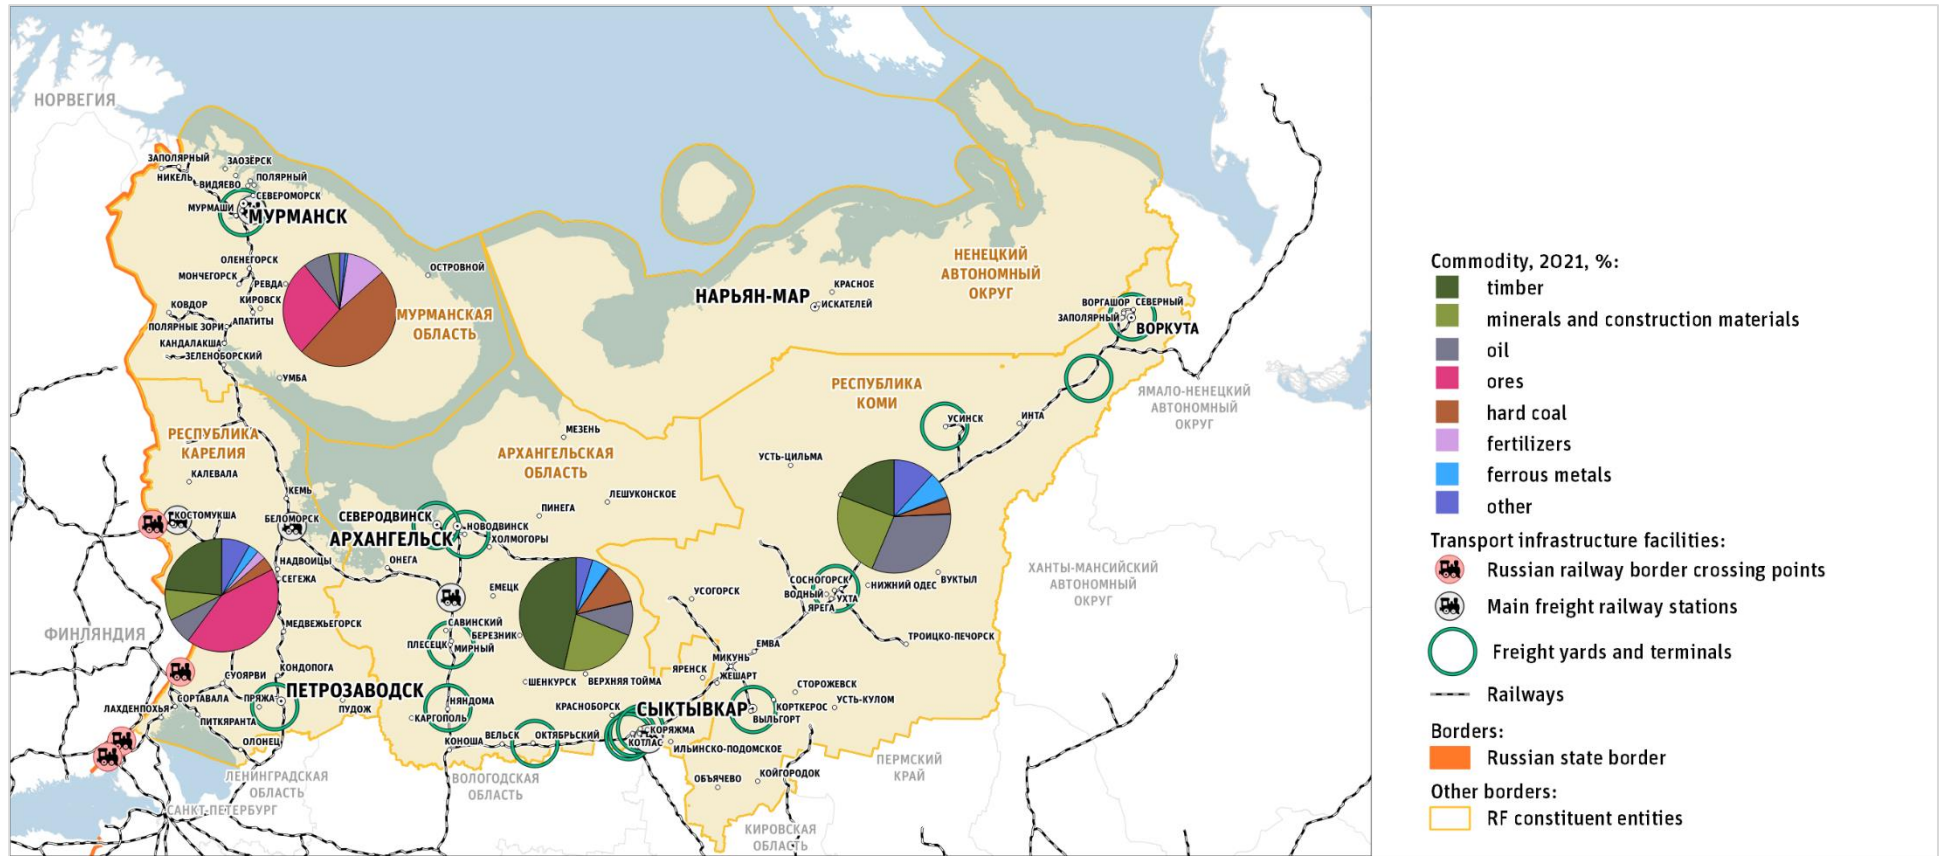 НОРВЕГИЯ
ЗАПОЛЯРНЫЙ
ЗАОЗЁРСК
НИКЕЛЬ
ВИДЯЕВО
ПОЛЯРНЫЙ
СЕВЕРОМОРСК
МУРМАШИ
МУРМАНСК
ОЛЕНЕГОРСК
МОНЧЕГОРСК
РЕВДА
КИРОВСК
КОВДОР
АПАТИТЫ
ПОЛЯРНЫЕ ЗОРИ
КАНДАЛАКША
ЗЕЛЕНОБОРСКИЙ
УМБА
ОСТРОВНОЙ
МУРМАНСКАЯ
ОБЛАСТЬ
НАРЬЯН-МАР
КРАСНОЕ
ИСКАТЕЛЕЙ
НЕНЕЦКИЙ
АВТОНОМНЫЙ
ОКРУГ
ВОРГАШОР
СЕВЕРНЫЙ
ЗАПОЛЯРНЫЙ
ВОРКУТА
ЯМАЛО-НЕНЕЦКИЙ
АВТОНОМНЫЙ
ОКРУГ
РЕСПУБЛИКА
КОМИ
УСИНСК
ИНТА
УСТЬ-ЦИЛЬМА
РЕСПУБЛИКА
КАРЕЛИЯ
КАЛЕВАЛА
КЕМЬ
КОСТОМУКША
БЕЛОМОРСК
НАДВОИЦЫ
СЕГЕЖА
МЕДВЕЖЬЕГОРСК
ФИНЛЯНДИЯ
СУОЯРВИ
КОНДОПОГА
ПЕТРОЗАВОДСК
СОРТАВАЛА
ПРЯЖА
ЛАХДЕНПОХЬЯ
ПИТКЯРАНТА
ПУДОЖ
ОЛОНЕЦ
АРХАНГЕЛЬСКАЯ
ОБЛАСТЬ
МЕЗЕНЬ
ЛЕШУКОНСКОЕ
ПИНЕГА
СЕВЕРОДВИНСК
НОВОДВИНСК
АРХАНГЕЛЬСК
ХОЛМОГОРЫ
ОНЕГА
ЕМЕЦК
САВИНСКИЙ
БЕРЕЗНИК
ПЛЕСЕЦК
МИРНЫЙ
ШЕНКУРСК
ВЕРХНЯЯ ТОЙМА
НЯНДОМА
КАРГОПОЛЬ
КРАСНОБОРСК
КОНОША
ВЕЛЬСК
ОКТЯБРЬСКИЙ
КОРЯЖМА
КОТЛАС
ИЛЬИНСКО-ПОДОМСКОЕ
СОСНОГОРСК
ВОДНЫЙ
УХТА
ЯРЕГА
НИЖНИЙ ОДЕС
ВУКТЫЛ
УСОГОРСК
ТРОИЦКО-ПЕЧОРСК
ЕМВА
МИКУНЬ
ЯРЕНСК
ЖЕШАРТ
СТОРОЖЕВСК
СЫКТЫВКАР
КОРТКЕРОС
УСТЬ-КУЛОМ
ВЫЛЬГОРТ
ОБЪЯЧЕВО
КОЙГОРОДОК
ХАНТЫ-МАНСИЙСКИЙ
АВТОНОМНЫЙ
ОКРУГ
ПЕРМСКИЙ
КРАЙ
КИРОВСКАЯ
ОБЛАСТЬ
ВОЛОГОДСКАЯ
ОБЛАСТЬ
ЛЕНИНГРАДСКАЯ
ОБЛАСТЬ
САНКТ-ПЕТЕРБУРГ
Commodity, 2021, %:
timber
minerals and construction materials
oil
ores
hard coal
fertilizers
ferrous metals
other
Transport infrastructure facilities:
Russian railway border crossing points
Main freight railway stations
Freight yards and terminals
Railways
Borders:
Russian state border
Other borders:
RF constituent entities